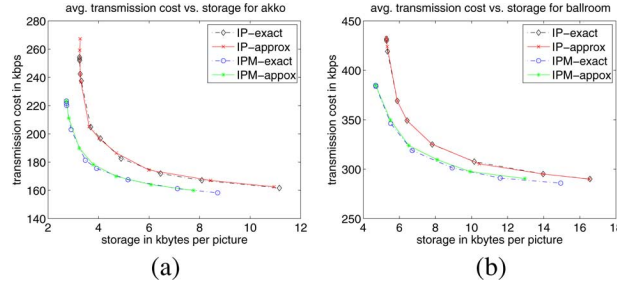 avg. transmission cost vs. storage for akko
280
260
240
220
200
180
160
140
transmission cost in kbps
IP-exact
IP-approx
IPM-exact
IPM-appox
2 4 6 8 10 12
storage in kbytes per picture
(a)
avg. transmission cost vs. storage for ballroom
450
400
350
300
250
transmission cost in kbps
IP-exact
IP-approx
IPM-exact
IPM-appox
4 6 8 10 12 14 16 18
storage in kbytes per picture
(b)